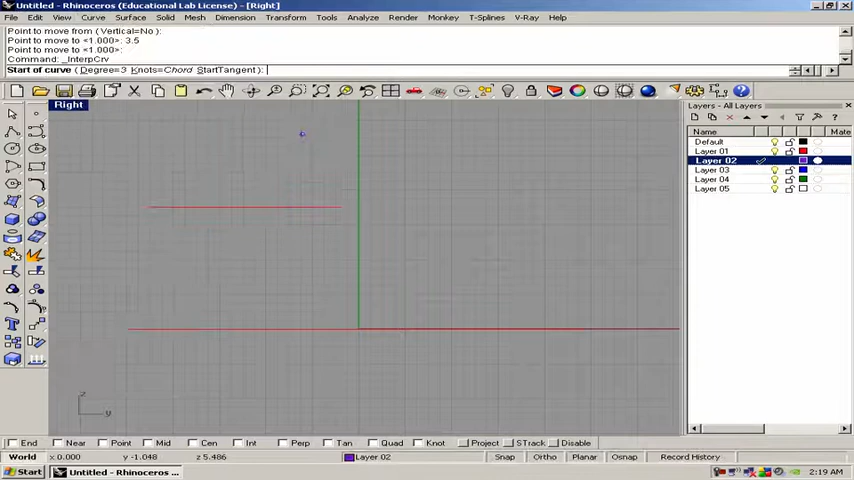 Untitled - Rhinoceros (Educational Lab License) - [Right]
File Edit View Curve Surface Solid Mesh Dimension Transform Tools Analyze Render Monkey T-Splines V-Ray Help
Point to move from ( Vertical=No ):
Point to move to <1.000>: 3.5
Point to move to <1.000>:
Command: _InterpCrv
Start of curve ( Degree=3 Knots=Chord StartTangent ):
Right
Layers - All Layers
Name Mate
Default
Layer 01
Layer 02
Layer 03
Layer 04
Layer 05
z
y
End Near Point Mid Cen Int Perp Tan Quad Knot Project STrack Disable
World x 0.000 y -1.048 z 5.486 Layer 02 Snap Ortho Planar Osnap Record History
Start Untitled - Rhinoceros ... 2:19 AM